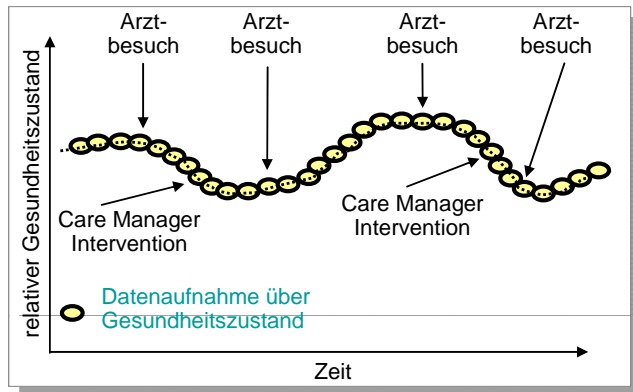 Arzt-
besuch
Arzt-
besuch
Arzt-
besuch
Arzt-
besuch
relativer Gesundheitszustand
Care Manager
Intervention
Care Manager
Intervention
Datenaufnahme über
Gesundheitszustand
Zeit